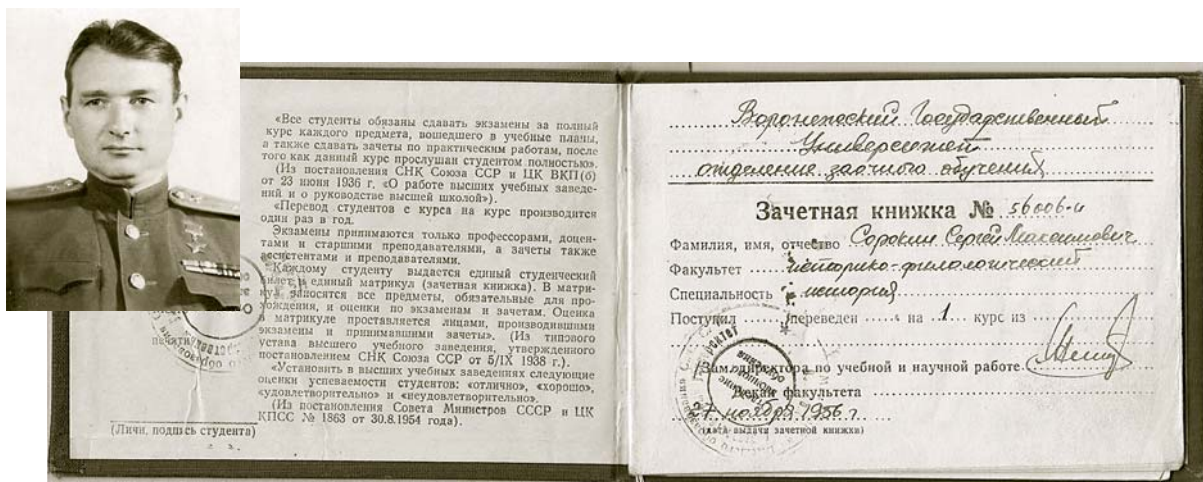 «Все студенты обязаны сдавать экзамены за полный
курс каждого предмета, вошедшего в учебные планы,
а также сдавать зачеты по практическим работам, после
того как данный курс прослушан студентом полностью».
(Из постановления СНК Союза ССР и ЦК ВКП(б)
от 23 июня 1936 г. «О работе высших учебных заведе-
ний и о руководстве высшей школой»).
«Перевод студентов с курса на курс производится
один раз в год.
Экзамены принимаются только профессорами, доцен-
тами и старшими преподавателями, а зачеты также
ассистентами и преподавателями.
Каждому студенту выдается единый студенческий
билет и единый матрикул (зачетная книжка). В матри-
кул заносятся все предметы, обязательные для про-
хождения, и оценки по экзаменам и зачетам. Оценка
в матрикуле проставляется лицами, производившими
экзамены и принимавшими зачеты». (Из типового
устава высшего учебного заведения, утвержденного
постановлением СНК Союза ССР от 5/IX 1938 г.).
«Установить в высших учебных заведениях следующие
оценки успеваемости студентов: «отлично», «хорошо»,
«удовлетворительно» и «неудовлетворительно».
(Из постановления Совета Министров СССР и ЦК
КПСС № 1863 от 30.8.1954 года).
(Личн. подпись студента)
Воронежский Государственный
Университет
отделение заочного обучения
Зачетная книжка № 56006-и
Фамилия, имя, отчество Сорокин Сергей Максимович
Факультет историко-филологический
Специальность история
Поступил переведен на 1 курс из
Зам. директора по учебной и научной работе
Декан факультета
27 ноября 1956 г.
(дата выдачи зачетной книжки)